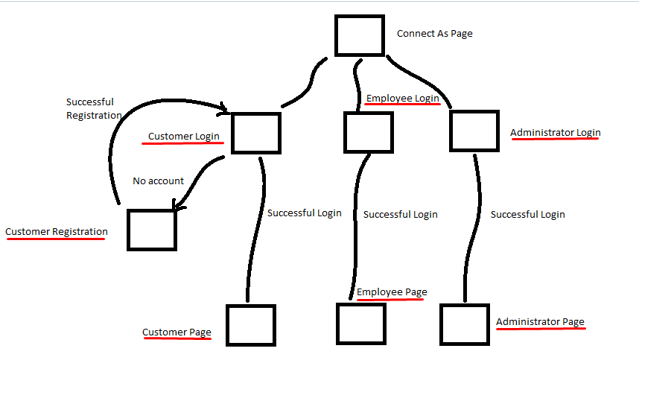 Connect As Page
Successful
Registration
Employee Login
Customer Login
Administrator Login
No account
Successful Login
Successful Login
Successful Login
Customer Registration
Employee Page
Customer Page
Administrator Page